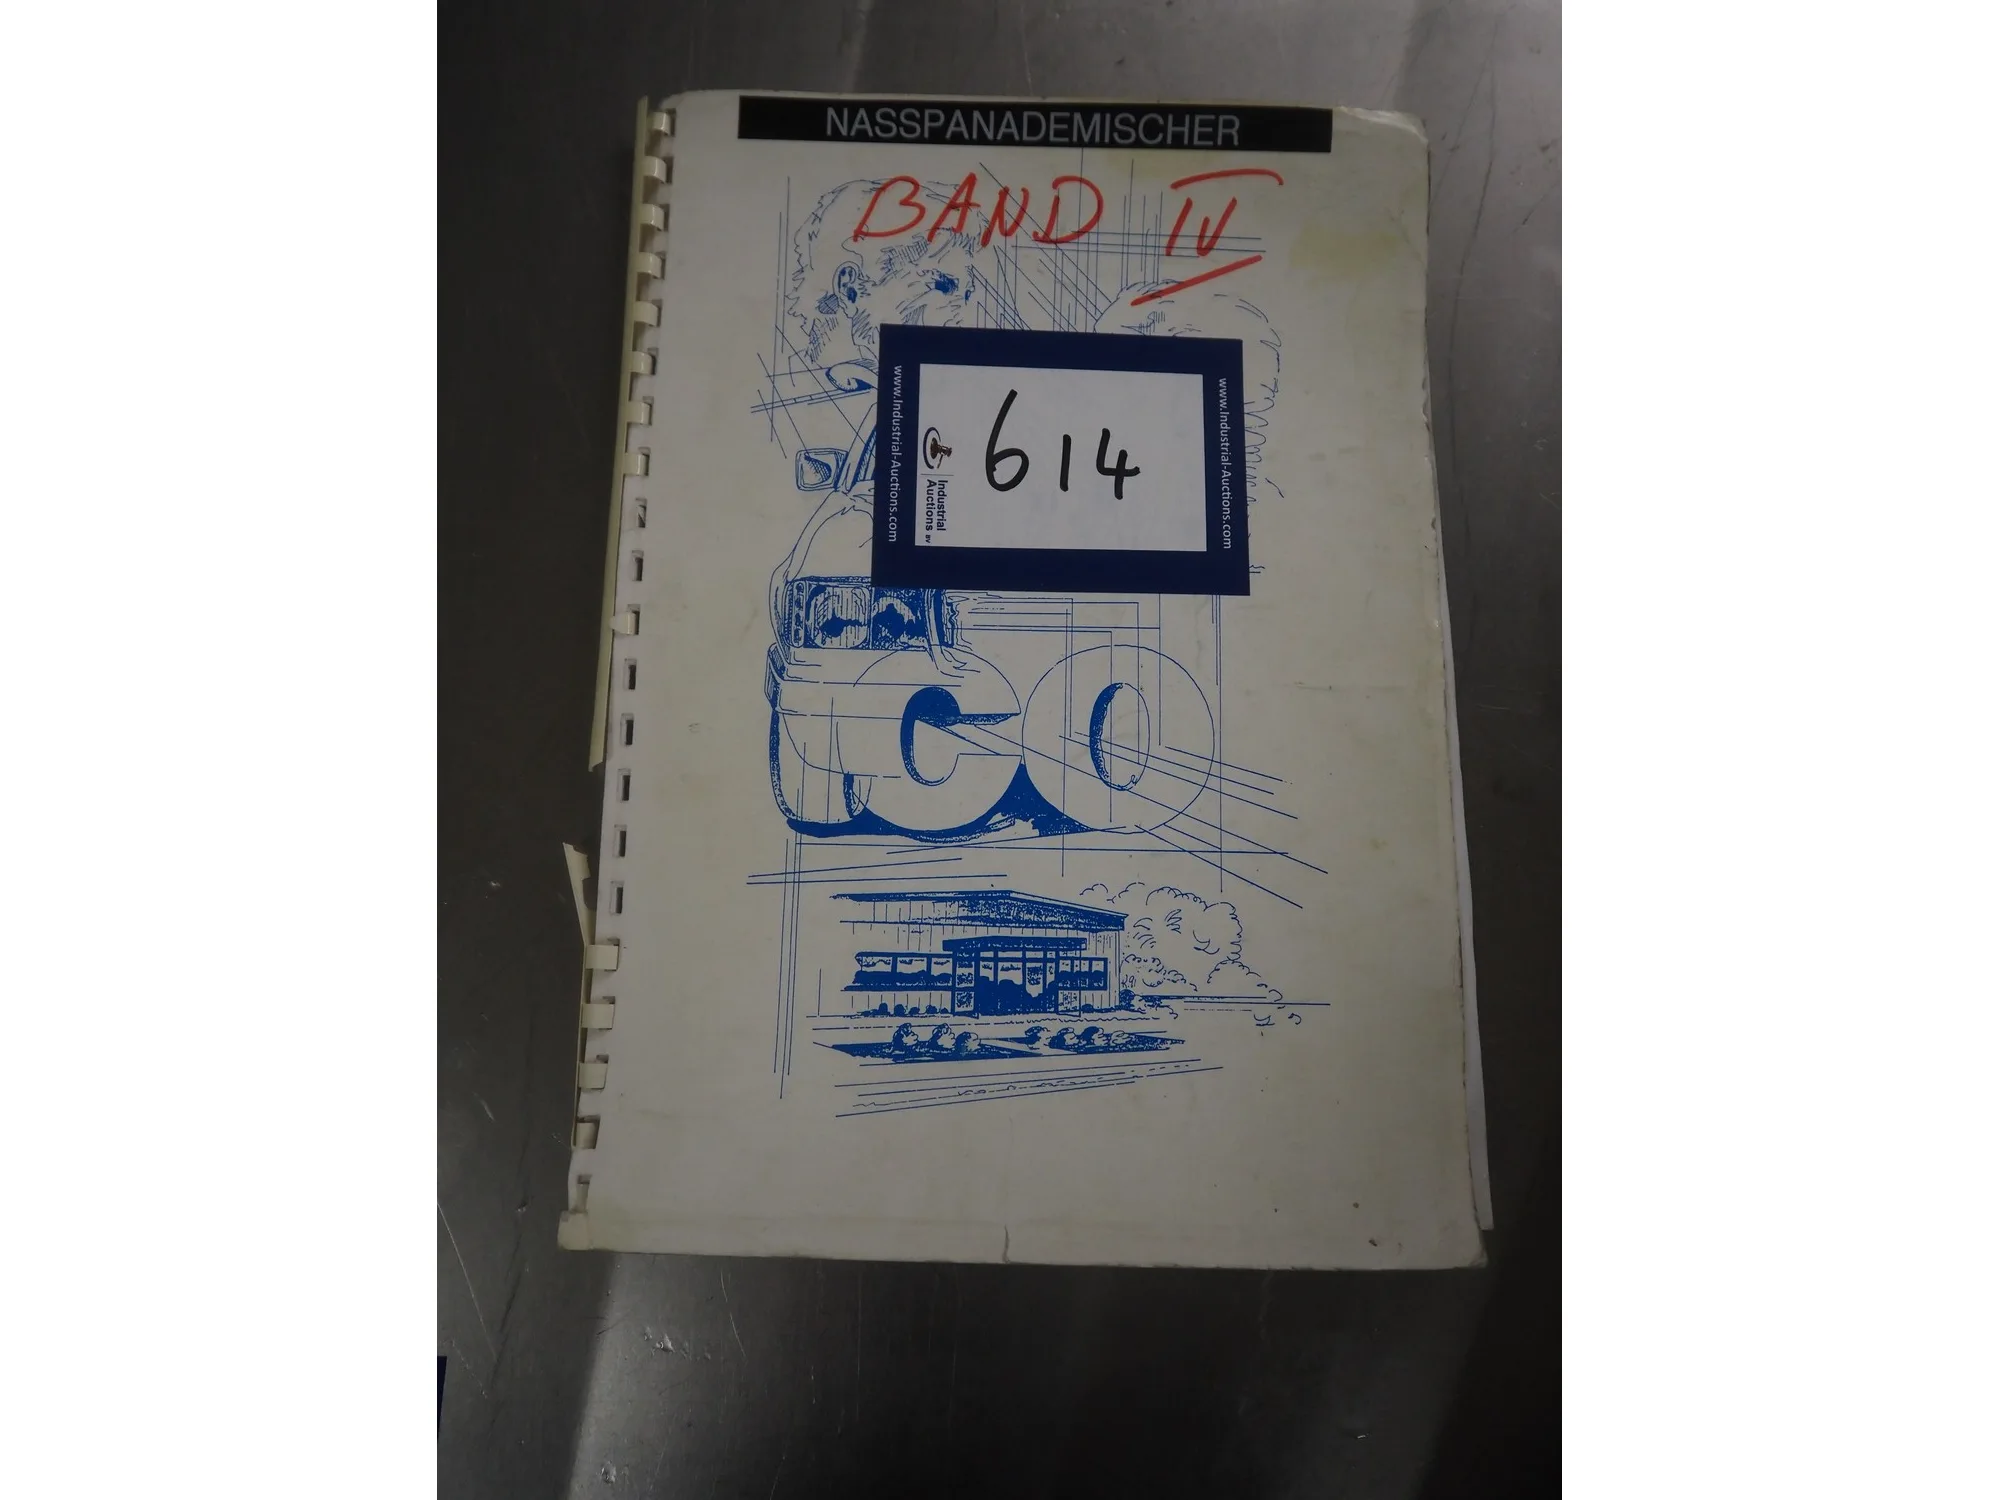 NASSPANADEMISCHER
BAND IV
www.Industrial-Auctions.com
614
Industrial
Auctions BV
www.Industrial-Auctions.com
CO